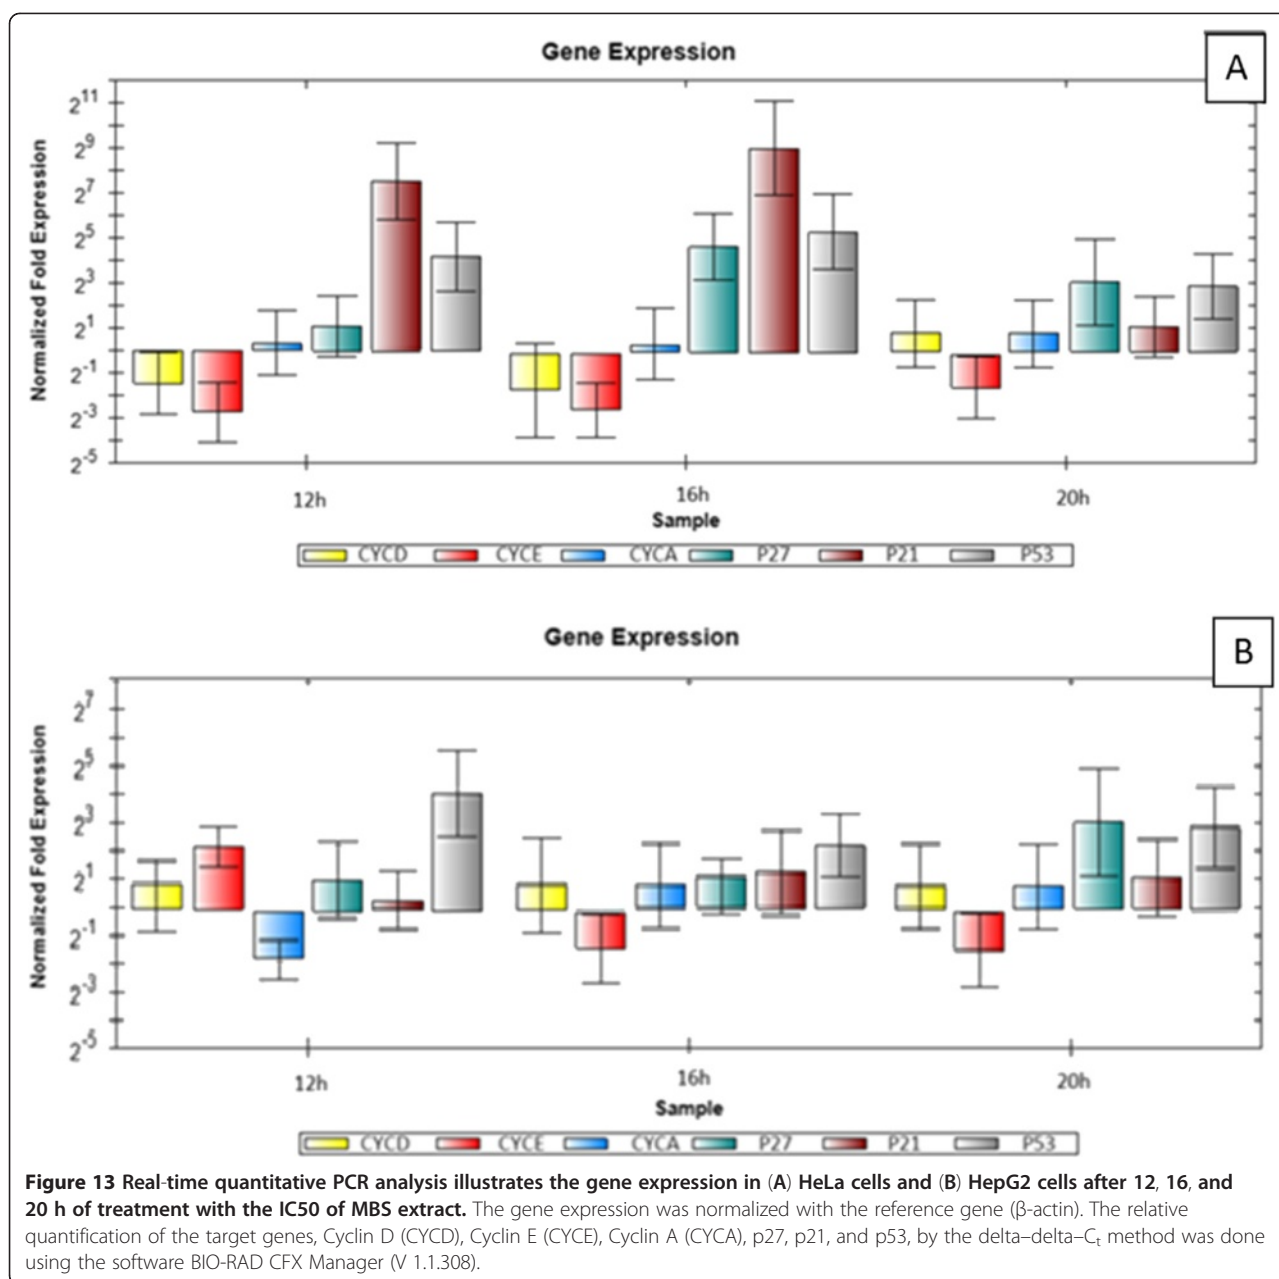 Gene Expression
A
Normalized Fold Expression
2^11
2^9
2^7
2^5
2^3
2^1
2^-1
2^-3
2^-5
12h
16h
20h
Sample
CYCD CYCE CYCA P27 P21 P53
Gene Expression
B
Normalized Fold Expression
2^7
2^5
2^3
2^1
2^-1
2^-3
2^-5
12h
16h
20h
Sample
CYCD CYCE CYCA P27 P21 P53
Figure 13 Real-time quantitative PCR analysis illustrates the gene expression in (A) HeLa cells and (B) HepG2 cells after 12, 16, and
20 h of treatment with the IC50 of MBS extract. The gene expression was normalized with the reference gene (β-actin). The relative
quantification of the target genes, Cyclin D (CYCD), Cyclin E (CYCE), Cyclin A (CYCA), p27, p21, and p53, by the delta–delta–Ct method was done
using the software BIO-RAD CFX Manager (V 1.1.308).